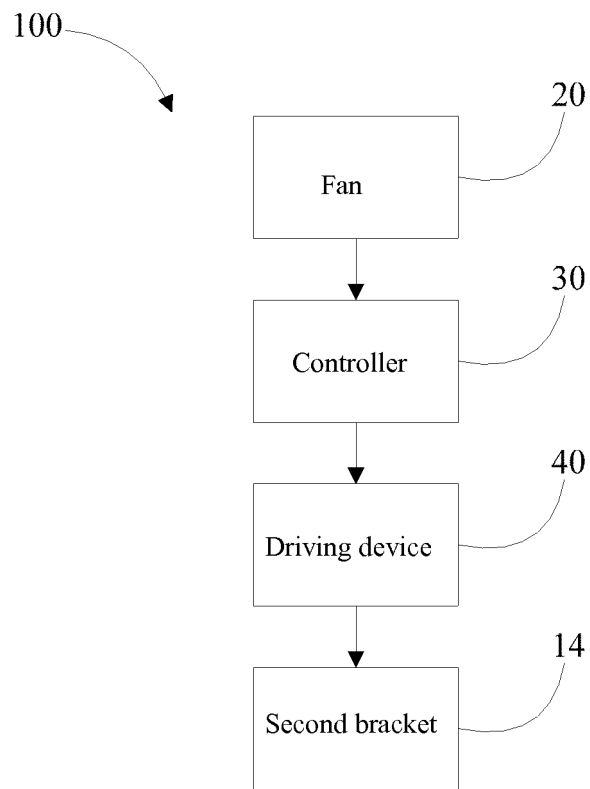 100
20
Fan
30
Controller
40
Driving device
14
Second bracket